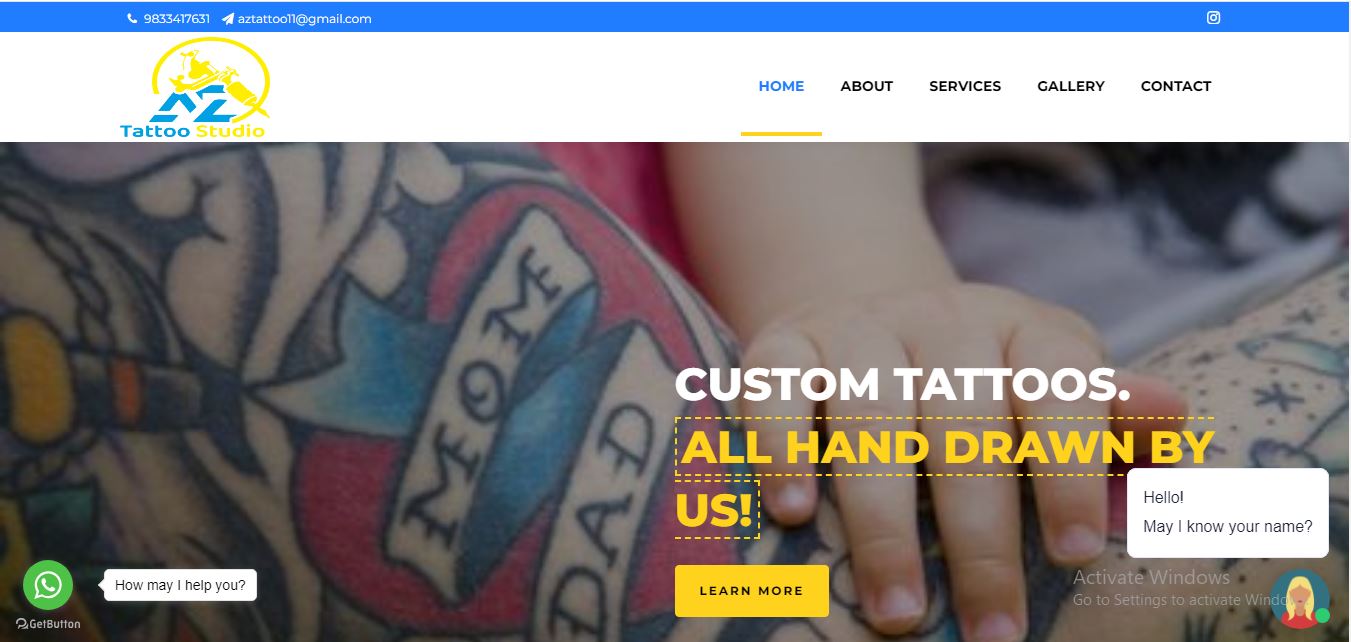 9833417631 aztattoo11@gmail.com
AZ
Tattoo Studio
HOME ABOUT SERVICES GALLERY CONTACT
MOM
DAD
CUSTOM TATTOOS.
ALL HAND DRAWN BY
US!
LEARN MORE
Hello!
May I know your name?
How may I help you?
GetButton
Activate Windows
Go to Settings to activate Windo